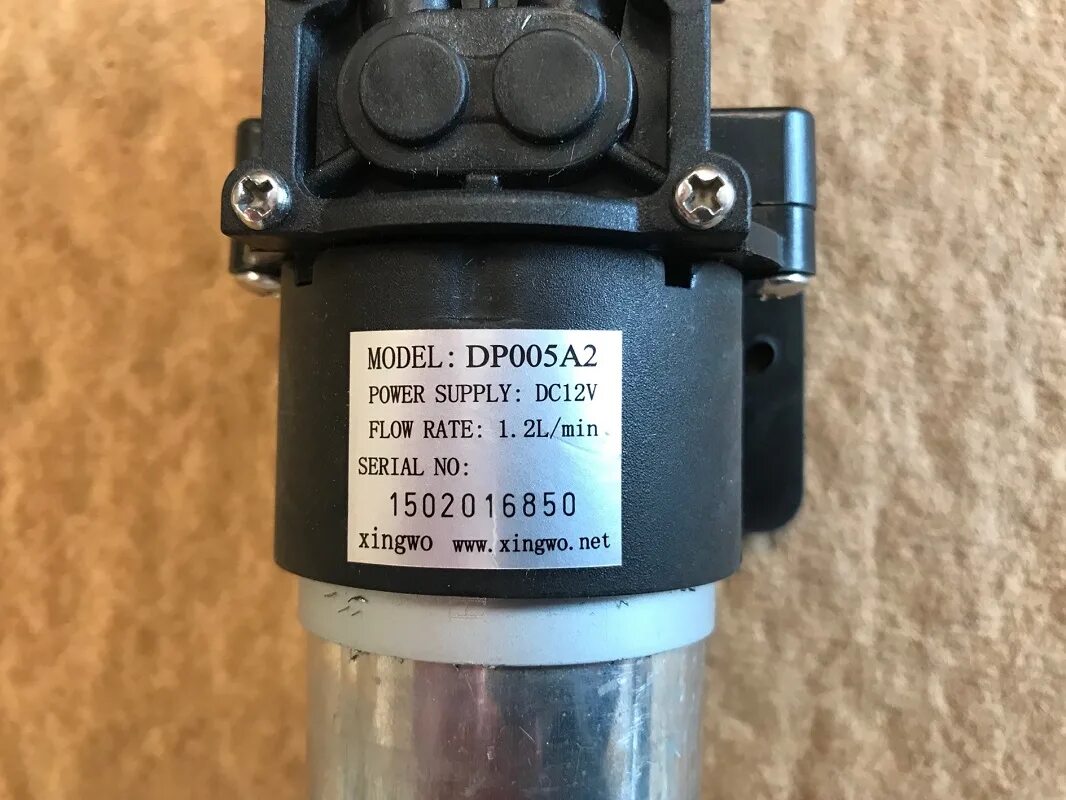 MODEL: DP005A2
POWER SUPPLY: DC12V
FLOW RATE: 1.2L/min
SERIAL NO:
1502016850
xingwo www.xingwo.net